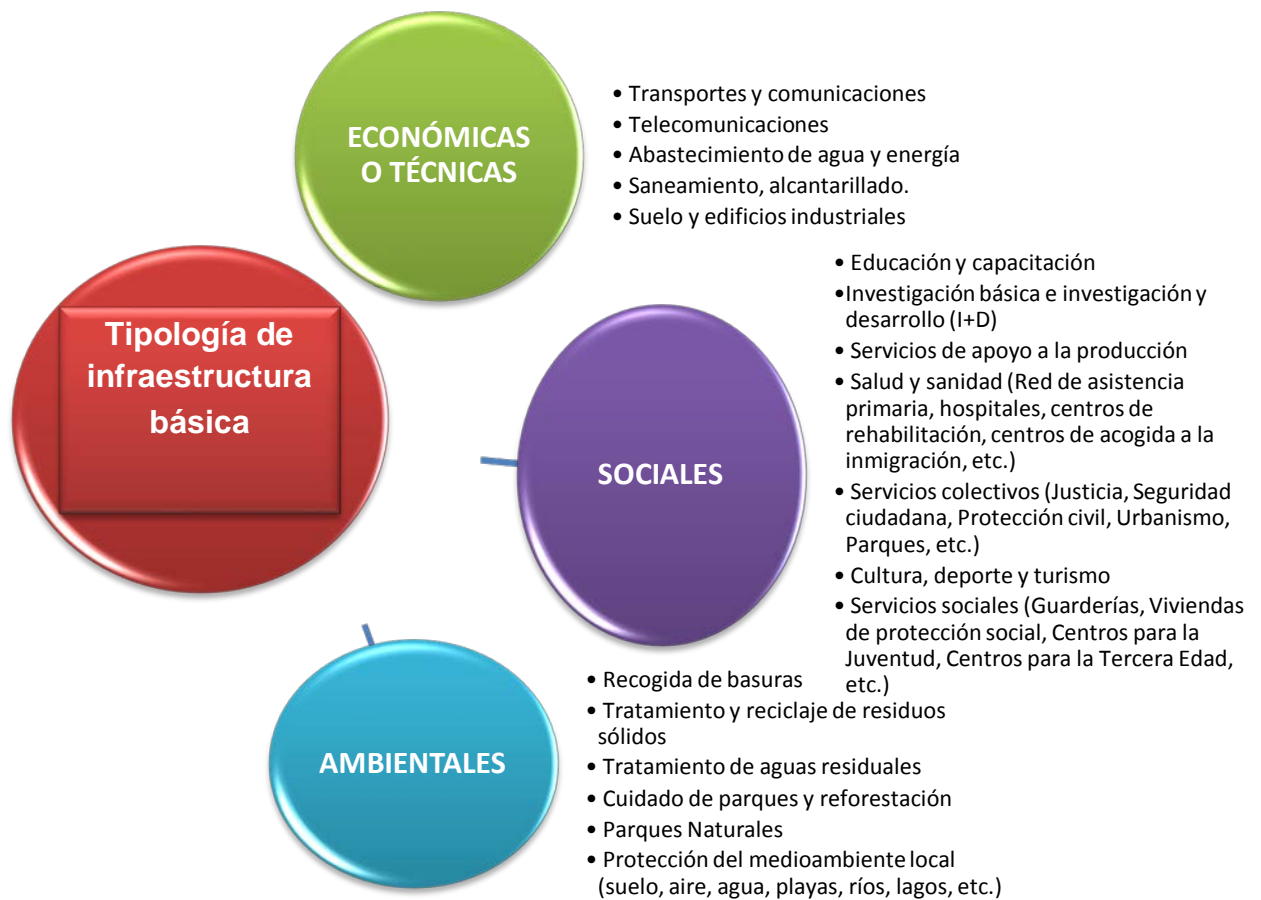 ECONÓMICAS
O TÉCNICAS
• Transportes y comunicaciones
• Telecomunicaciones
• Abastecimiento de agua y energía
• Saneamiento, alcantarillado.
• Suelo y edificios industriales
Tipología de
infraestructura
básica
SOCIALES
• Educación y capacitación
•Investigación básica e investigación y
desarrollo (I+D)
• Servicios de apoyo a la producción
• Salud y sanidad (Red de asistencia
primaria, hospitales, centros de
rehabilitación, centros de acogida a la
inmigración, etc.)
• Servicios colectivos (Justicia, Seguridad
ciudadana, Protección civil, Urbanismo,
Parques, etc.)
• Cultura, deporte y turismo
• Servicios sociales (Guarderías, Viviendas
de protección social, Centros para la
Juventud, Centros para la Tercera Edad,
etc.)
AMBIENTALES
• Recogida de basuras
• Tratamiento y reciclaje de residuos
sólidos
• Tratamiento de aguas residuales
• Cuidado de parques y reforestación
• Parques Naturales
• Protección del medioambiente local
(suelo, aire, agua, playas, ríos, lagos, etc.)